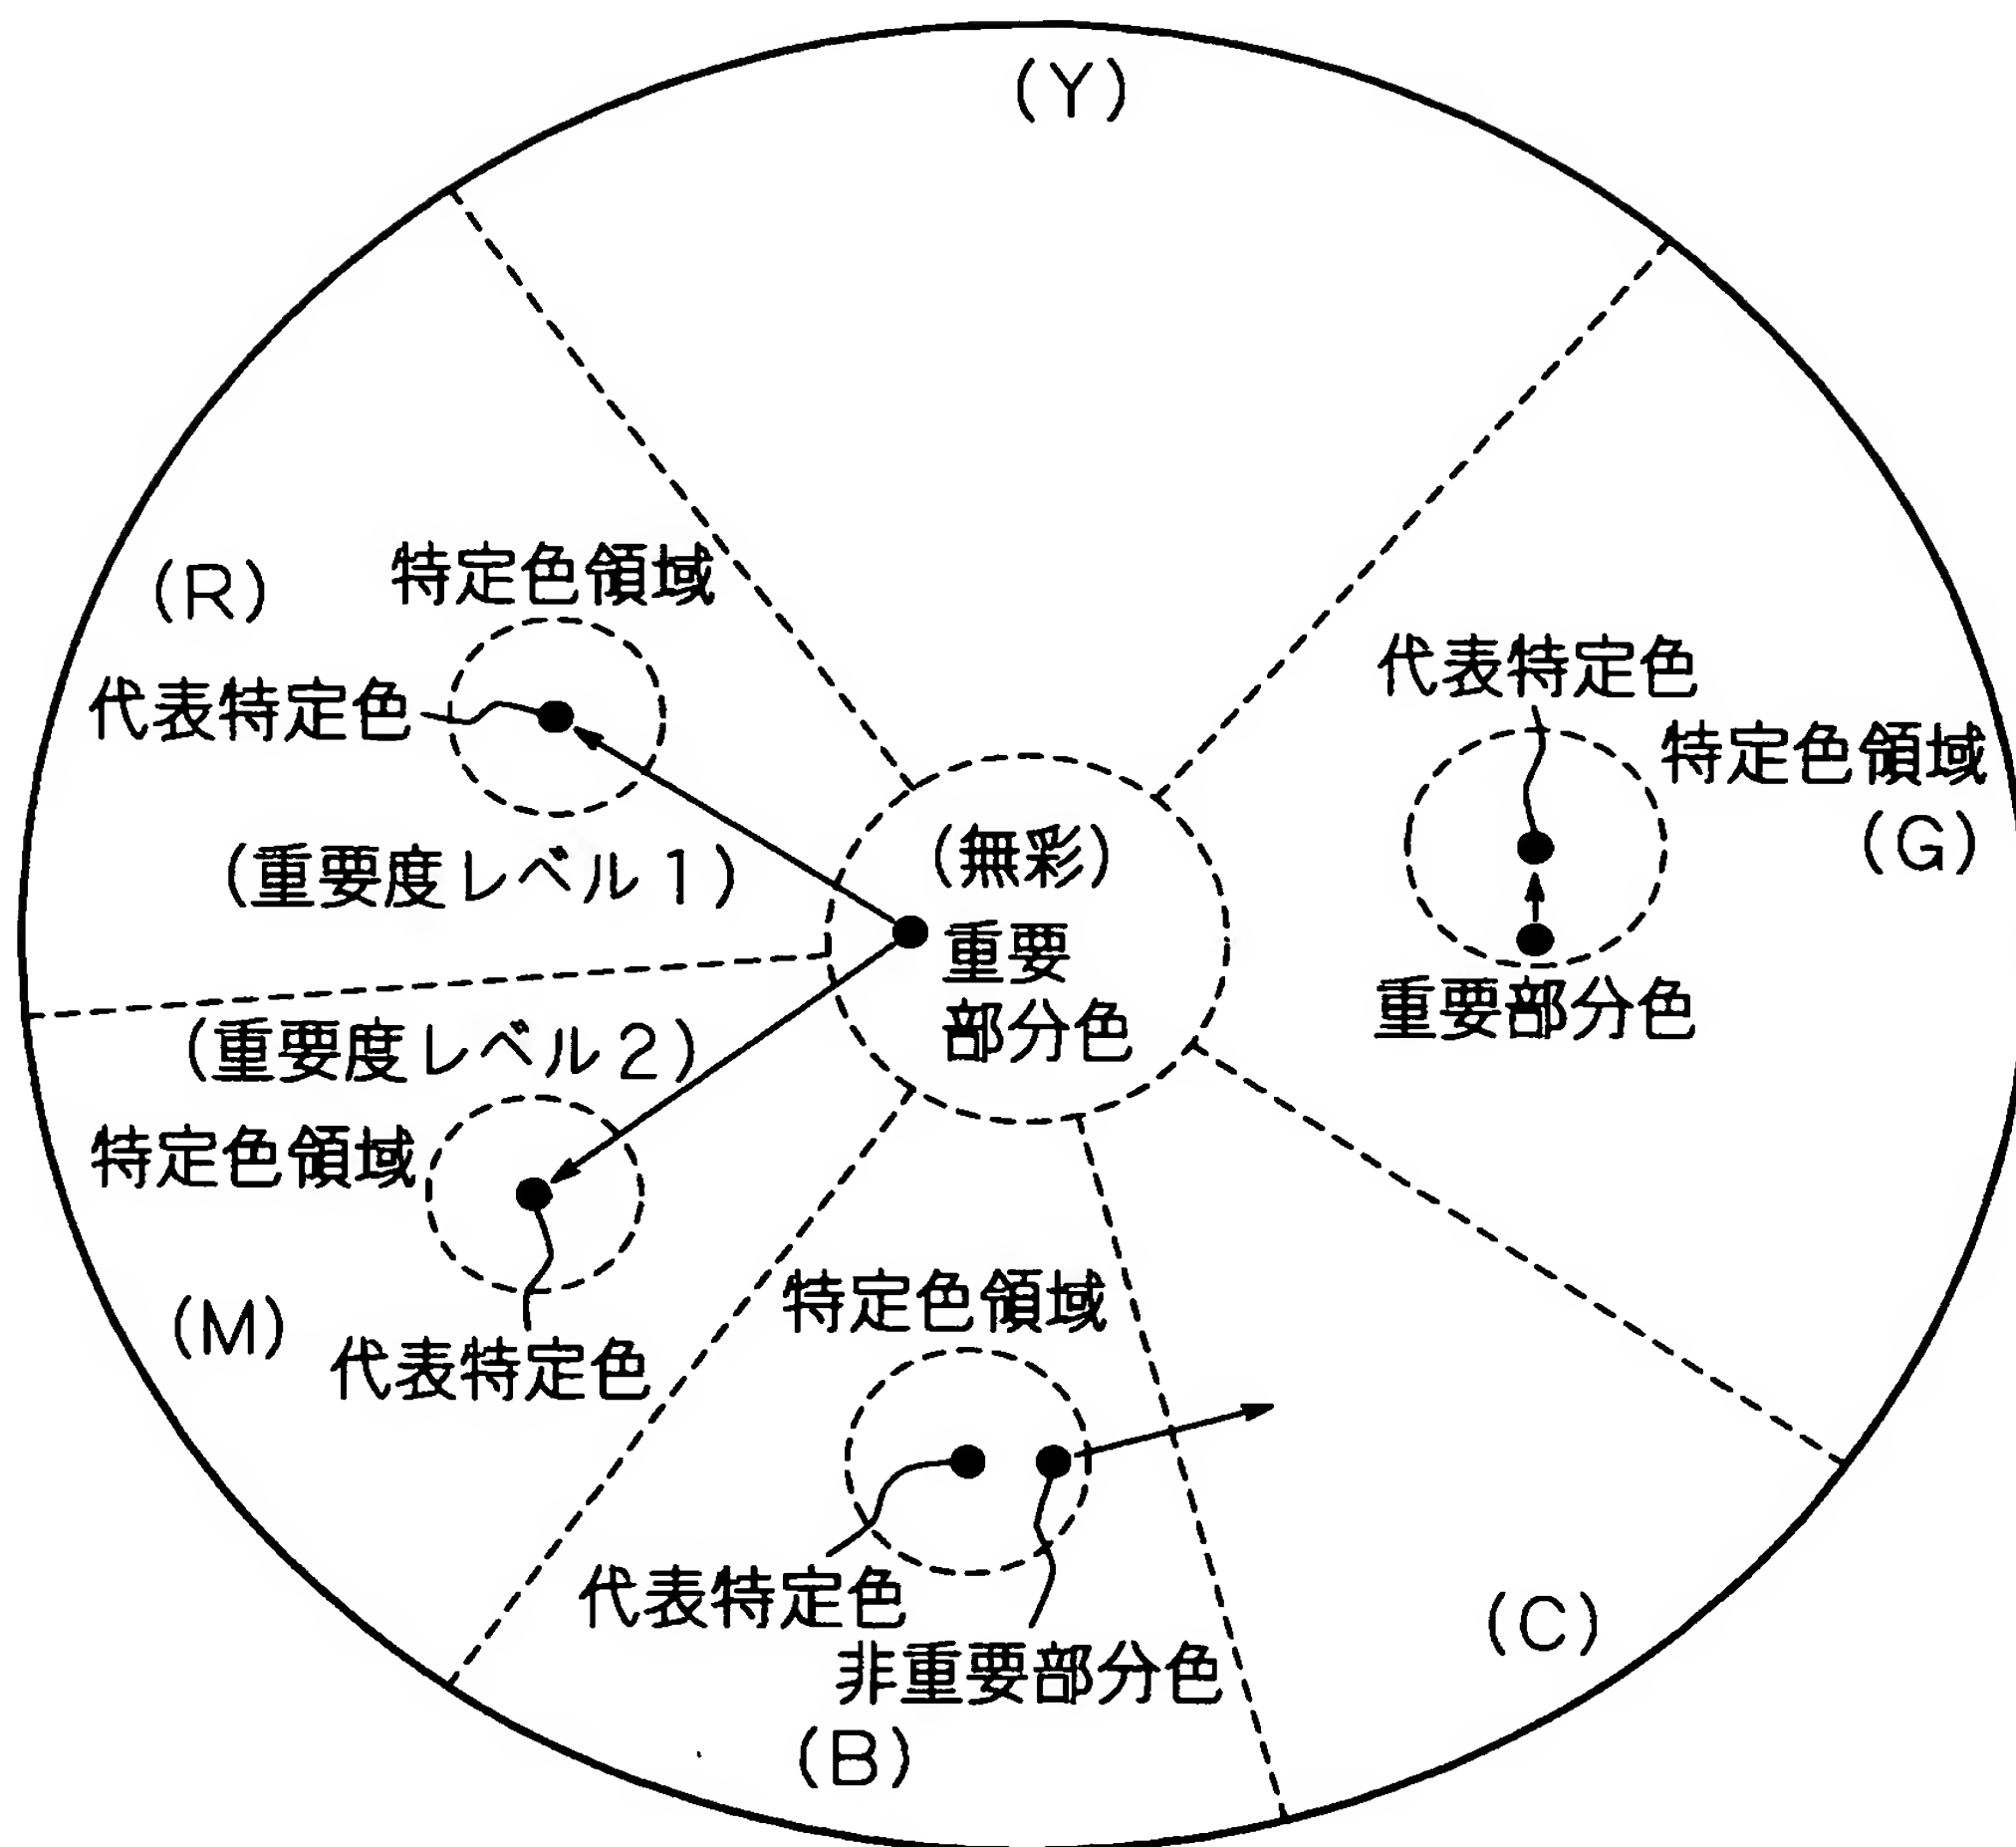 (Y)
(R)
特定色領域
代表特定色
(重要度レベル1)
代表特定色
特定色領域
(G)
重要部分色
(無彩)
重要
部分色
(重要度レベル2)
特定色領域
(M)
代表特定色
特定色領域
代表特定色
非重要部分色
(B)
(C)